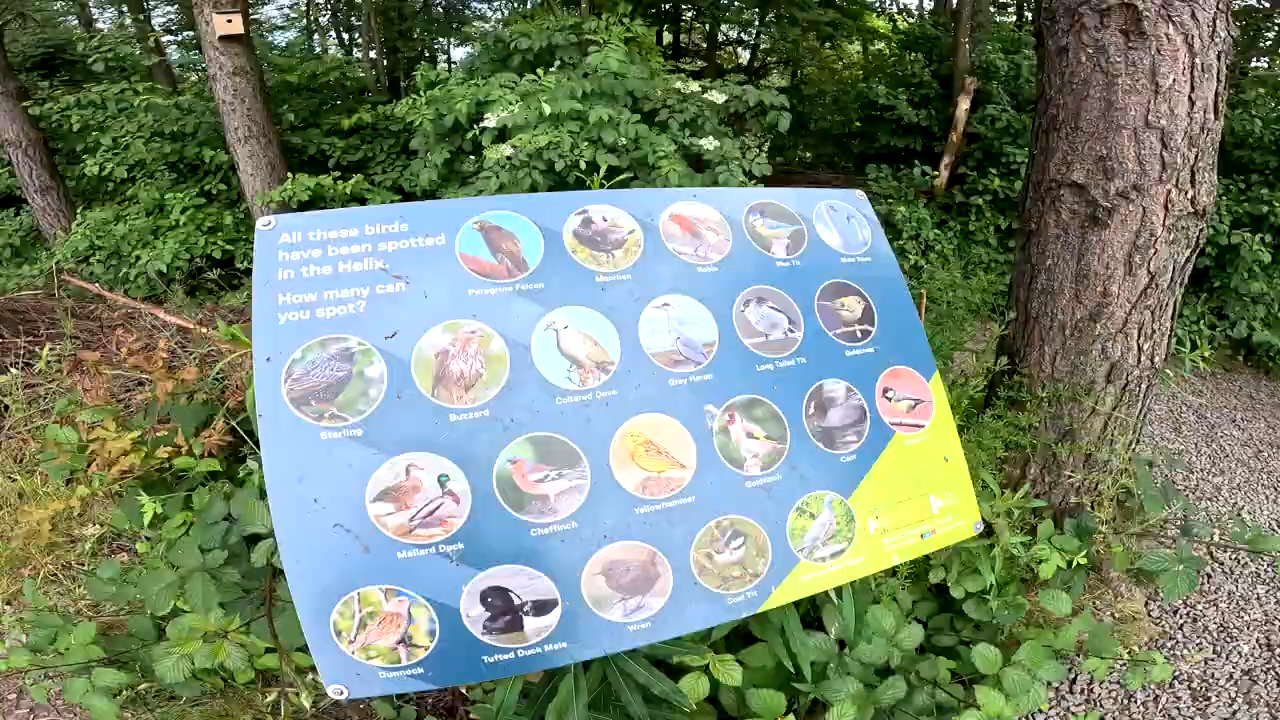 All these birds
have been spotted
in the Helix.
How many can
you spot?
Peregrine Falcon
Moorhen
Robin
Blue Tit
Mute Swan
Starling
Buzzard
Collared Dove
Grey Heron
Long Tailed Tit
Goldcrest
Mallard Duck
Chaffinch
Yellowhammer
Goldfinch
Coot
Dunnock
Tufted Duck Male
Wren
Coal Tit